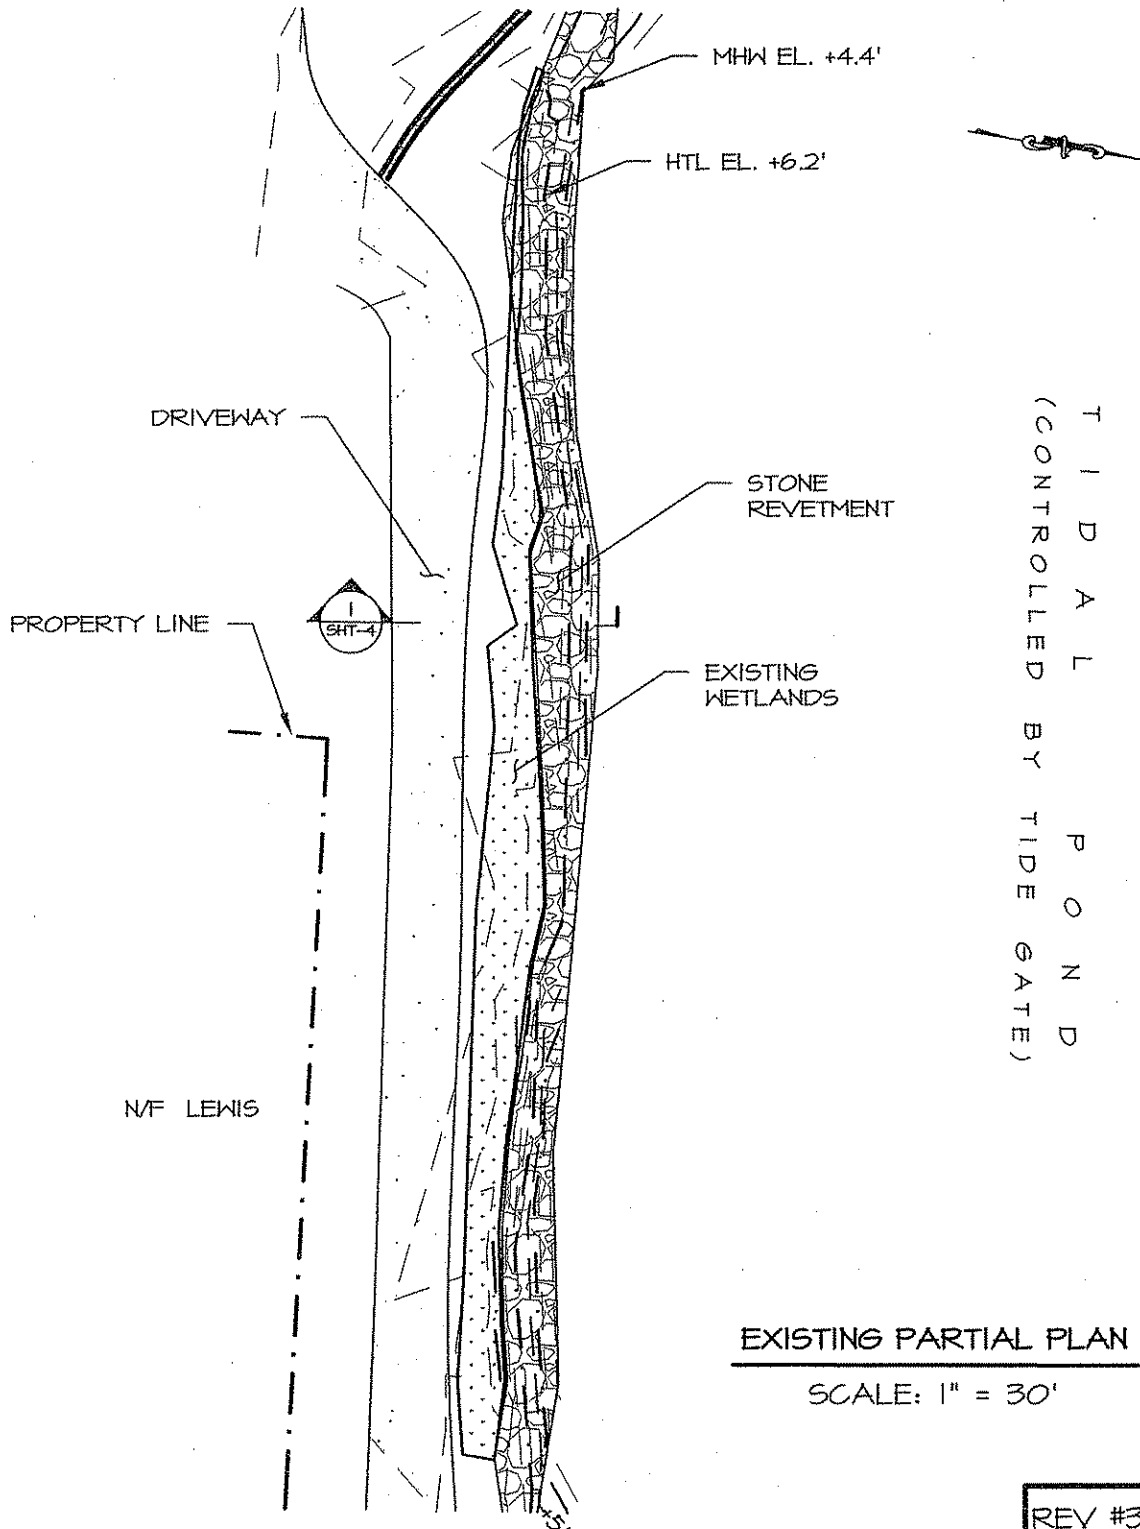 MHW EL. +4.4'
HTL EL. +6.2'
DRIVEWAY
STONE
REVETMENT
TIDAL POND
(CONTROLLED BY TIDE GATE)
1
SHT-4
PROPERTY LINE
EXISTING
WETLANDS
N/F LEWIS
EXISTING PARTIAL PLAN
SCALE: 1" = 30'
+5'
REV #3